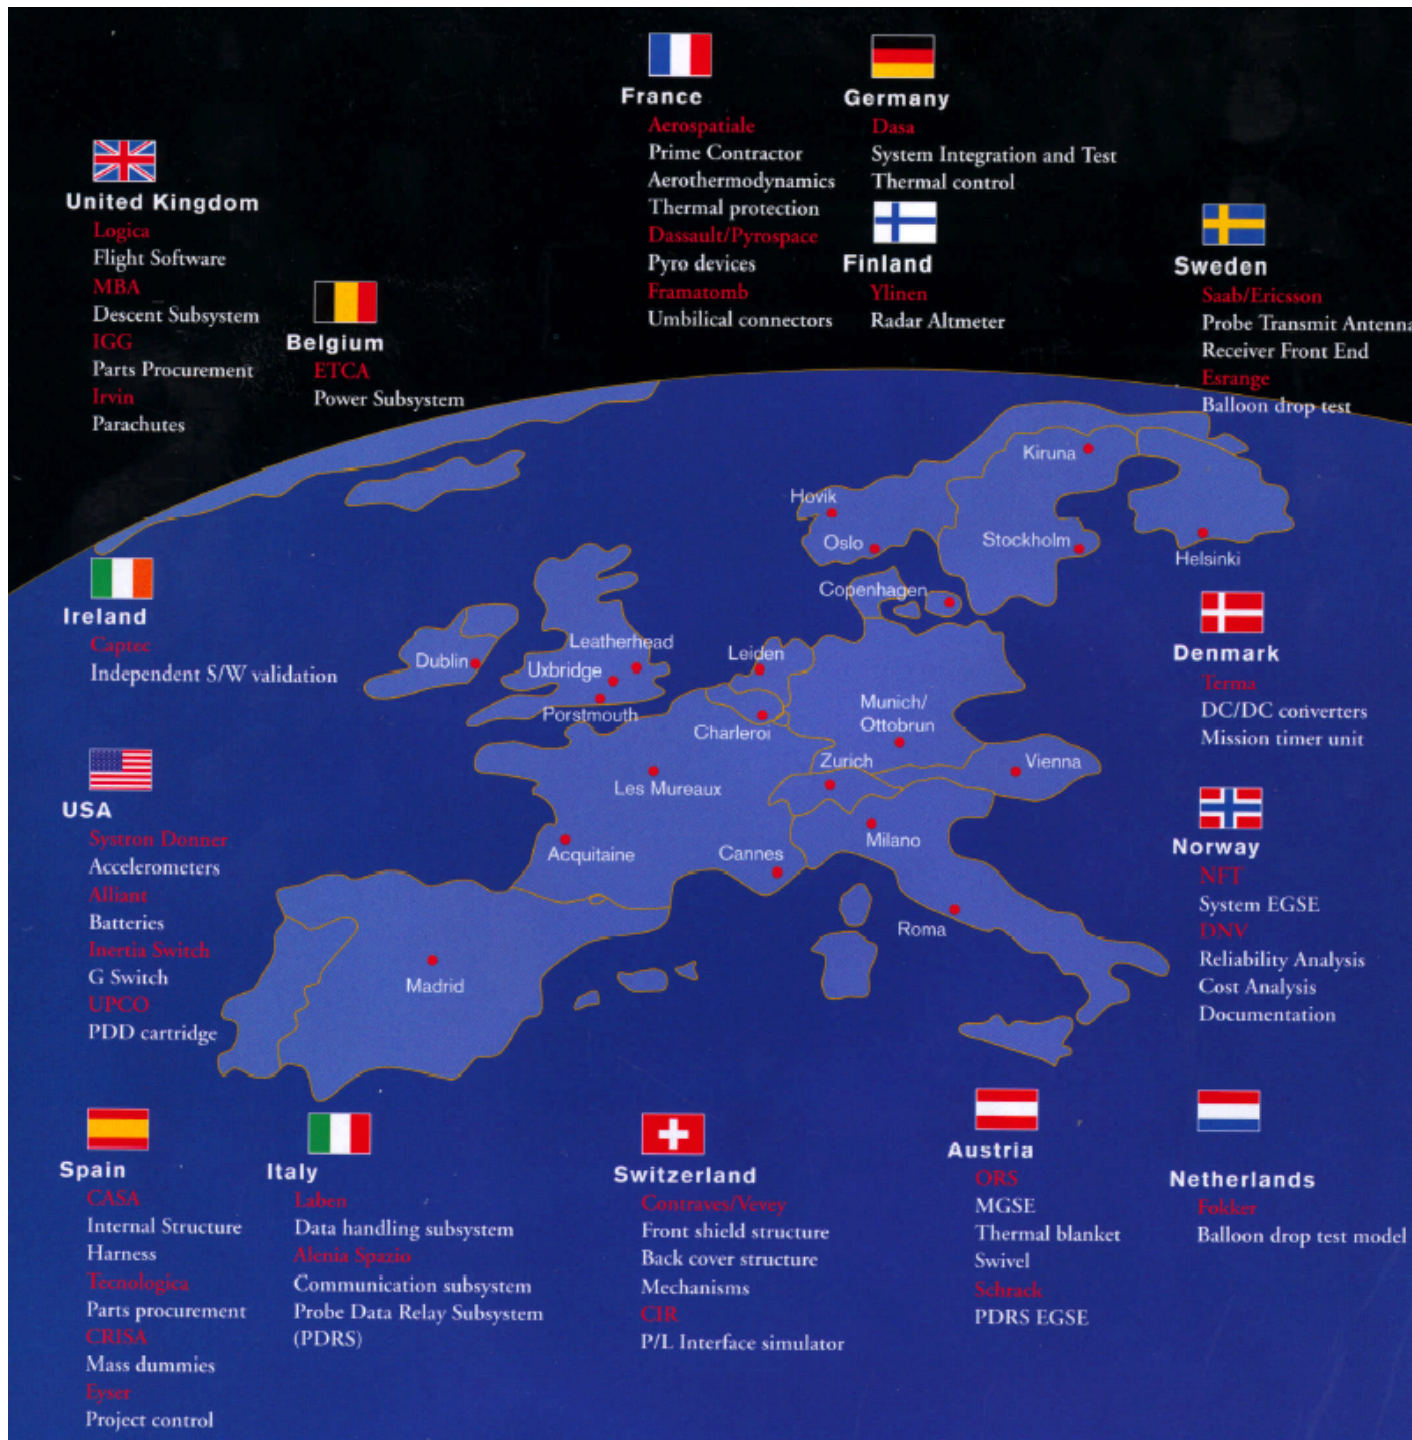 France
Aerospatiale
Prime Contractor
Aerothermodynamics
Thermal protection
Dassault/Pyrospace
Pyro devices
Framatomb
Umbilical connectors
Germany
Dasa
System Integration and Test
Thermal control
Finland
Ylinen
Radar Altmeter
United Kingdom
Logica
Flight Software
MBA
Descent Subsystem
IGG
Parts Procurement
Irvin
Parachutes
Belgium
ETCA
Power Subsystem
Sweden
Saab/Ericsson
Probe Transmit Antenna
Receiver Front End
Esrange
Balloon drop test
Kiruna
Hovik
Oslo
Stockholm
Helsinki
Copenhagen
Leatherhead
Dublin
Uxbridge
Leiden
Porstmouth
Charleroi
Munich/
Ottobrun
Zurich
Vienna
Les Mureaux
Acquitaine
Cannes
Milano
Roma
Madrid
Ireland
Captec
Independent S/W validation
Denmark
Terma
DC/DC converters
Mission timer unit
USA
Systron Donner
Accelerometers
Alliant
Batteries
Inertia Switch
G Switch
UPCO
PDD cartridge
Norway
NFT
System EGSE
DNV
Reliability Analysis
Cost Analysis
Documentation
Spain
CASA
Internal Structure
Harness
Tecnologica
Parts procurement
CRISA
Mass dummies
Eyser
Project control
Italy
Laben
Data handling subsystem
Alenia Spazio
Communication subsystem
Probe Data Relay Subsystem
(PDRS)
Switzerland
Contraves/Vevey
Front shield structure
Back cover structure
Mechanisms
CIR
P/L Interface simulator
Austria
ORS
MGSE
Thermal blanket
Swivel
Schrack
PDRS EGSE
Netherlands
Fokker
Balloon drop test model